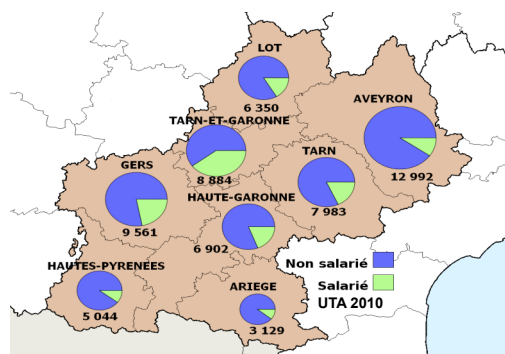 LOT
6 350
AVEYRON
12 992
TARN-ET-GARONNE
8 884
TARN
7 983
GERS
9 561
HAUTE-GARONNE
6 902
HAUTES-PYRENEES
5 044
ARIEGE
3 129
Non salarié
Salarié
UTA 2010